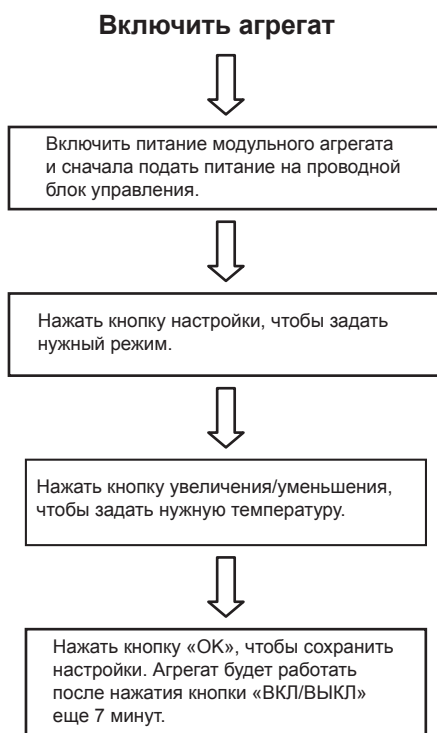 Включить агрегат
Включить питание модульного агрегата
и сначала подать питание на проводной
блок управления.
Нажать кнопку настройки, чтобы задать
нужный режим.
Нажать кнопку увеличения/уменьшения,
чтобы задать нужную температуру.
Нажать кнопку «OK», чтобы сохранить
настройки. Агрегат будет работать
после нажатия кнопки «ВКЛ/ВЫКЛ»
еще 7 минут.